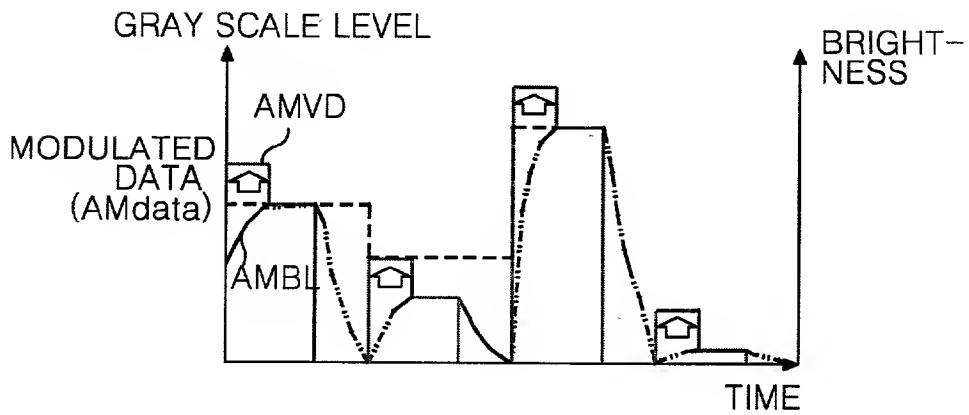 GRAY SCALE LEVEL
BRIGHT-
NESS
AMVD
MODULATED
DATA
(AMdata)
AMBL
TIME